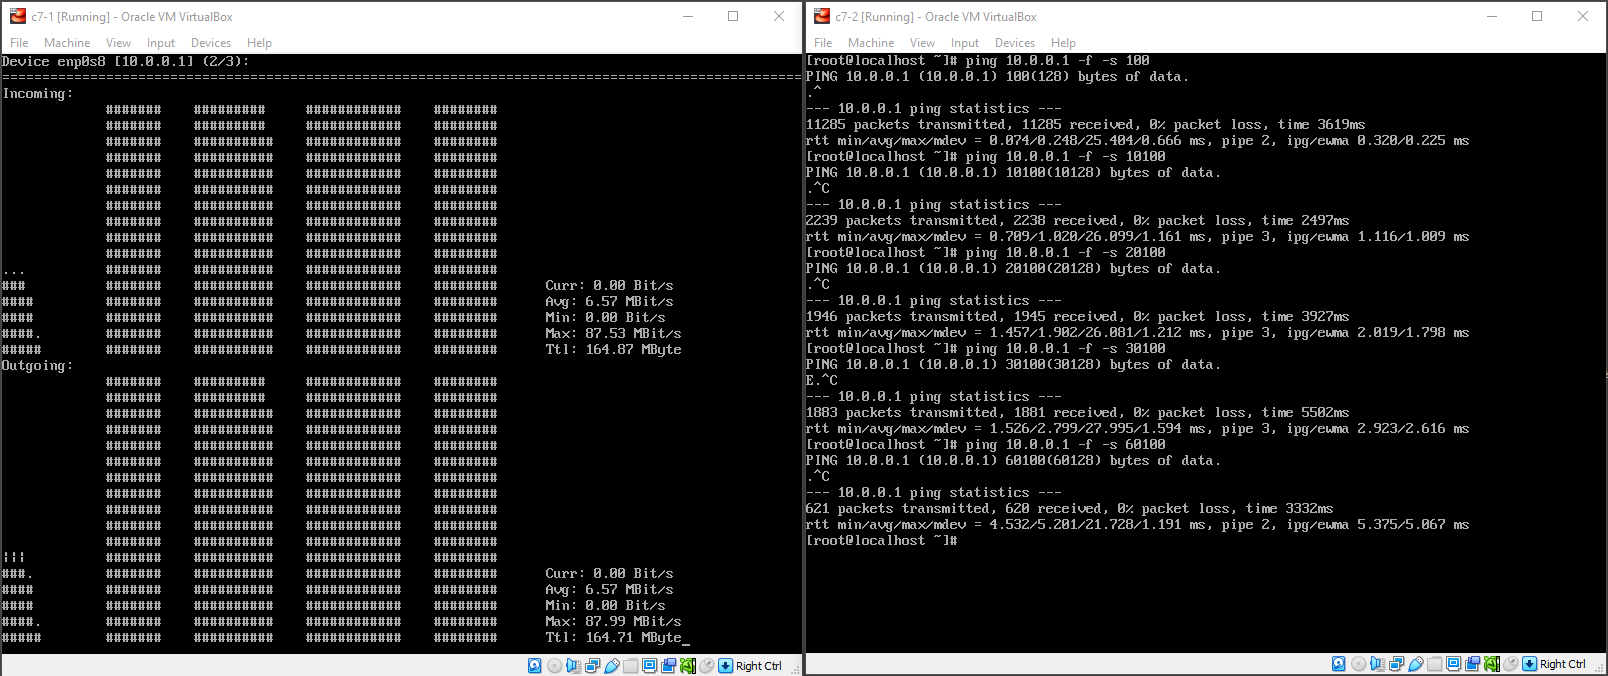 c7-1 [Running] - Oracle VM VirtualBox
File Machine View Input Devices Help
Device enp0s8 [10.0.0.1] (2/3):
====================================================================================================
Incoming:
####### ######### ############ ########
####### ######### ############ ########
####### ########## ############ ########
####### ########## ############ ########
####### ########## ############ ########
####### ########## ############ ########
####### ########## ############ ########
####### ########## ############ ########
####### ########## ############ ########
####### ########## ############ ########
... ####### ########## ############ ########
### ####### ########## ############ ######## Curr: 0.00 Bit/s
#### ####### ########## ############ ######## Avg: 6.57 MBit/s
#### ####### ########## ############ ######## Min: 0.00 Bit/s
####. ####### ########## ############ ######## Max: 87.53 MBit/s
##### ####### ########## ############ ######## Ttl: 164.87 MByte
Outgoing:
####### ######### ############ ########
####### ######### ############ ########
####### ########## ############ ########
####### ########## ############ ########
####### ########## ############ ########
####### ########## ############ ########
####### ########## ############ ########
####### ########## ############ ########
####### ########## ############ ########
####### ########## ############ ########
####### ########## ############ ########
¦¦¦ ####### ########## ############ ########
###. ####### ########## ############ ######## Curr: 0.00 Bit/s
#### ####### ########## ############ ######## Avg: 6.57 MBit/s
#### ####### ########## ############ ######## Min: 0.00 Bit/s
####. ####### ########## ############ ######## Max: 87.99 MBit/s
##### ####### ########## ############ ######## Ttl: 164.71 MByte_
Right Ctrl
c7-2 [Running] - Oracle VM VirtualBox
File Machine View Input Devices Help
[root@localhost ~]# ping 10.0.0.1 -f -s 100
PING 10.0.0.1 (10.0.0.1) 100(128) bytes of data.
.^
--- 10.0.0.1 ping statistics ---
11285 packets transmitted, 11285 received, 0% packet loss, time 3619ms
rtt min/avg/max/mdev = 0.074/0.248/25.404/0.666 ms, pipe 2, ipg/ewma 0.320/0.225 ms
[root@localhost ~]# ping 10.0.0.1 -f -s 10100
PING 10.0.0.1 (10.0.0.1) 10100(10128) bytes of data.
.^C
--- 10.0.0.1 ping statistics ---
2239 packets transmitted, 2238 received, 0% packet loss, time 2497ms
rtt min/avg/max/mdev = 0.709/1.020/26.099/1.161 ms, pipe 3, ipg/ewma 1.116/1.009 ms
[root@localhost ~]# ping 10.0.0.1 -f -s 20100
PING 10.0.0.1 (10.0.0.1) 20100(20128) bytes of data.
.^C
--- 10.0.0.1 ping statistics ---
1946 packets transmitted, 1945 received, 0% packet loss, time 3927ms
rtt min/avg/max/mdev = 1.457/1.902/26.081/1.212 ms, pipe 3, ipg/ewma 2.019/1.798 ms
[root@localhost ~]# ping 10.0.0.1 -f -s 30100
PING 10.0.0.1 (10.0.0.1) 30100(30128) bytes of data.
E.^C
--- 10.0.0.1 ping statistics ---
1883 packets transmitted, 1881 received, 0% packet loss, time 5502ms
rtt min/avg/max/mdev = 1.526/2.799/27.995/1.594 ms, pipe 3, ipg/ewma 2.923/2.616 ms
[root@localhost ~]# ping 10.0.0.1 -f -s 60100
PING 10.0.0.1 (10.0.0.1) 60100(60128) bytes of data.
.^C
--- 10.0.0.1 ping statistics ---
621 packets transmitted, 620 received, 0% packet loss, time 3332ms
rtt min/avg/max/mdev = 4.532/5.201/21.728/1.191 ms, pipe 2, ipg/ewma 5.375/5.067 ms
[root@localhost ~]#
Right Ctrl